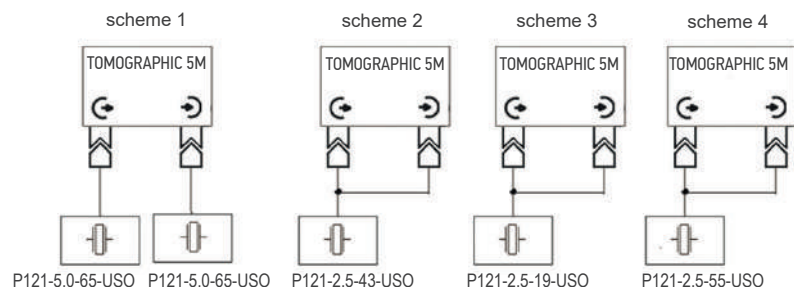 scheme 1 scheme 2 scheme 3 scheme 4
TOMOGRAPHIC 5M TOMOGRAPHIC 5M TOMOGRAPHIC 5M TOMOGRAPHIC 5M
P121-5.0-65-USO P121-5.0-65-USO P121-2.5-43-USO P121-2.5-19-USO P121-2.5-55-USO